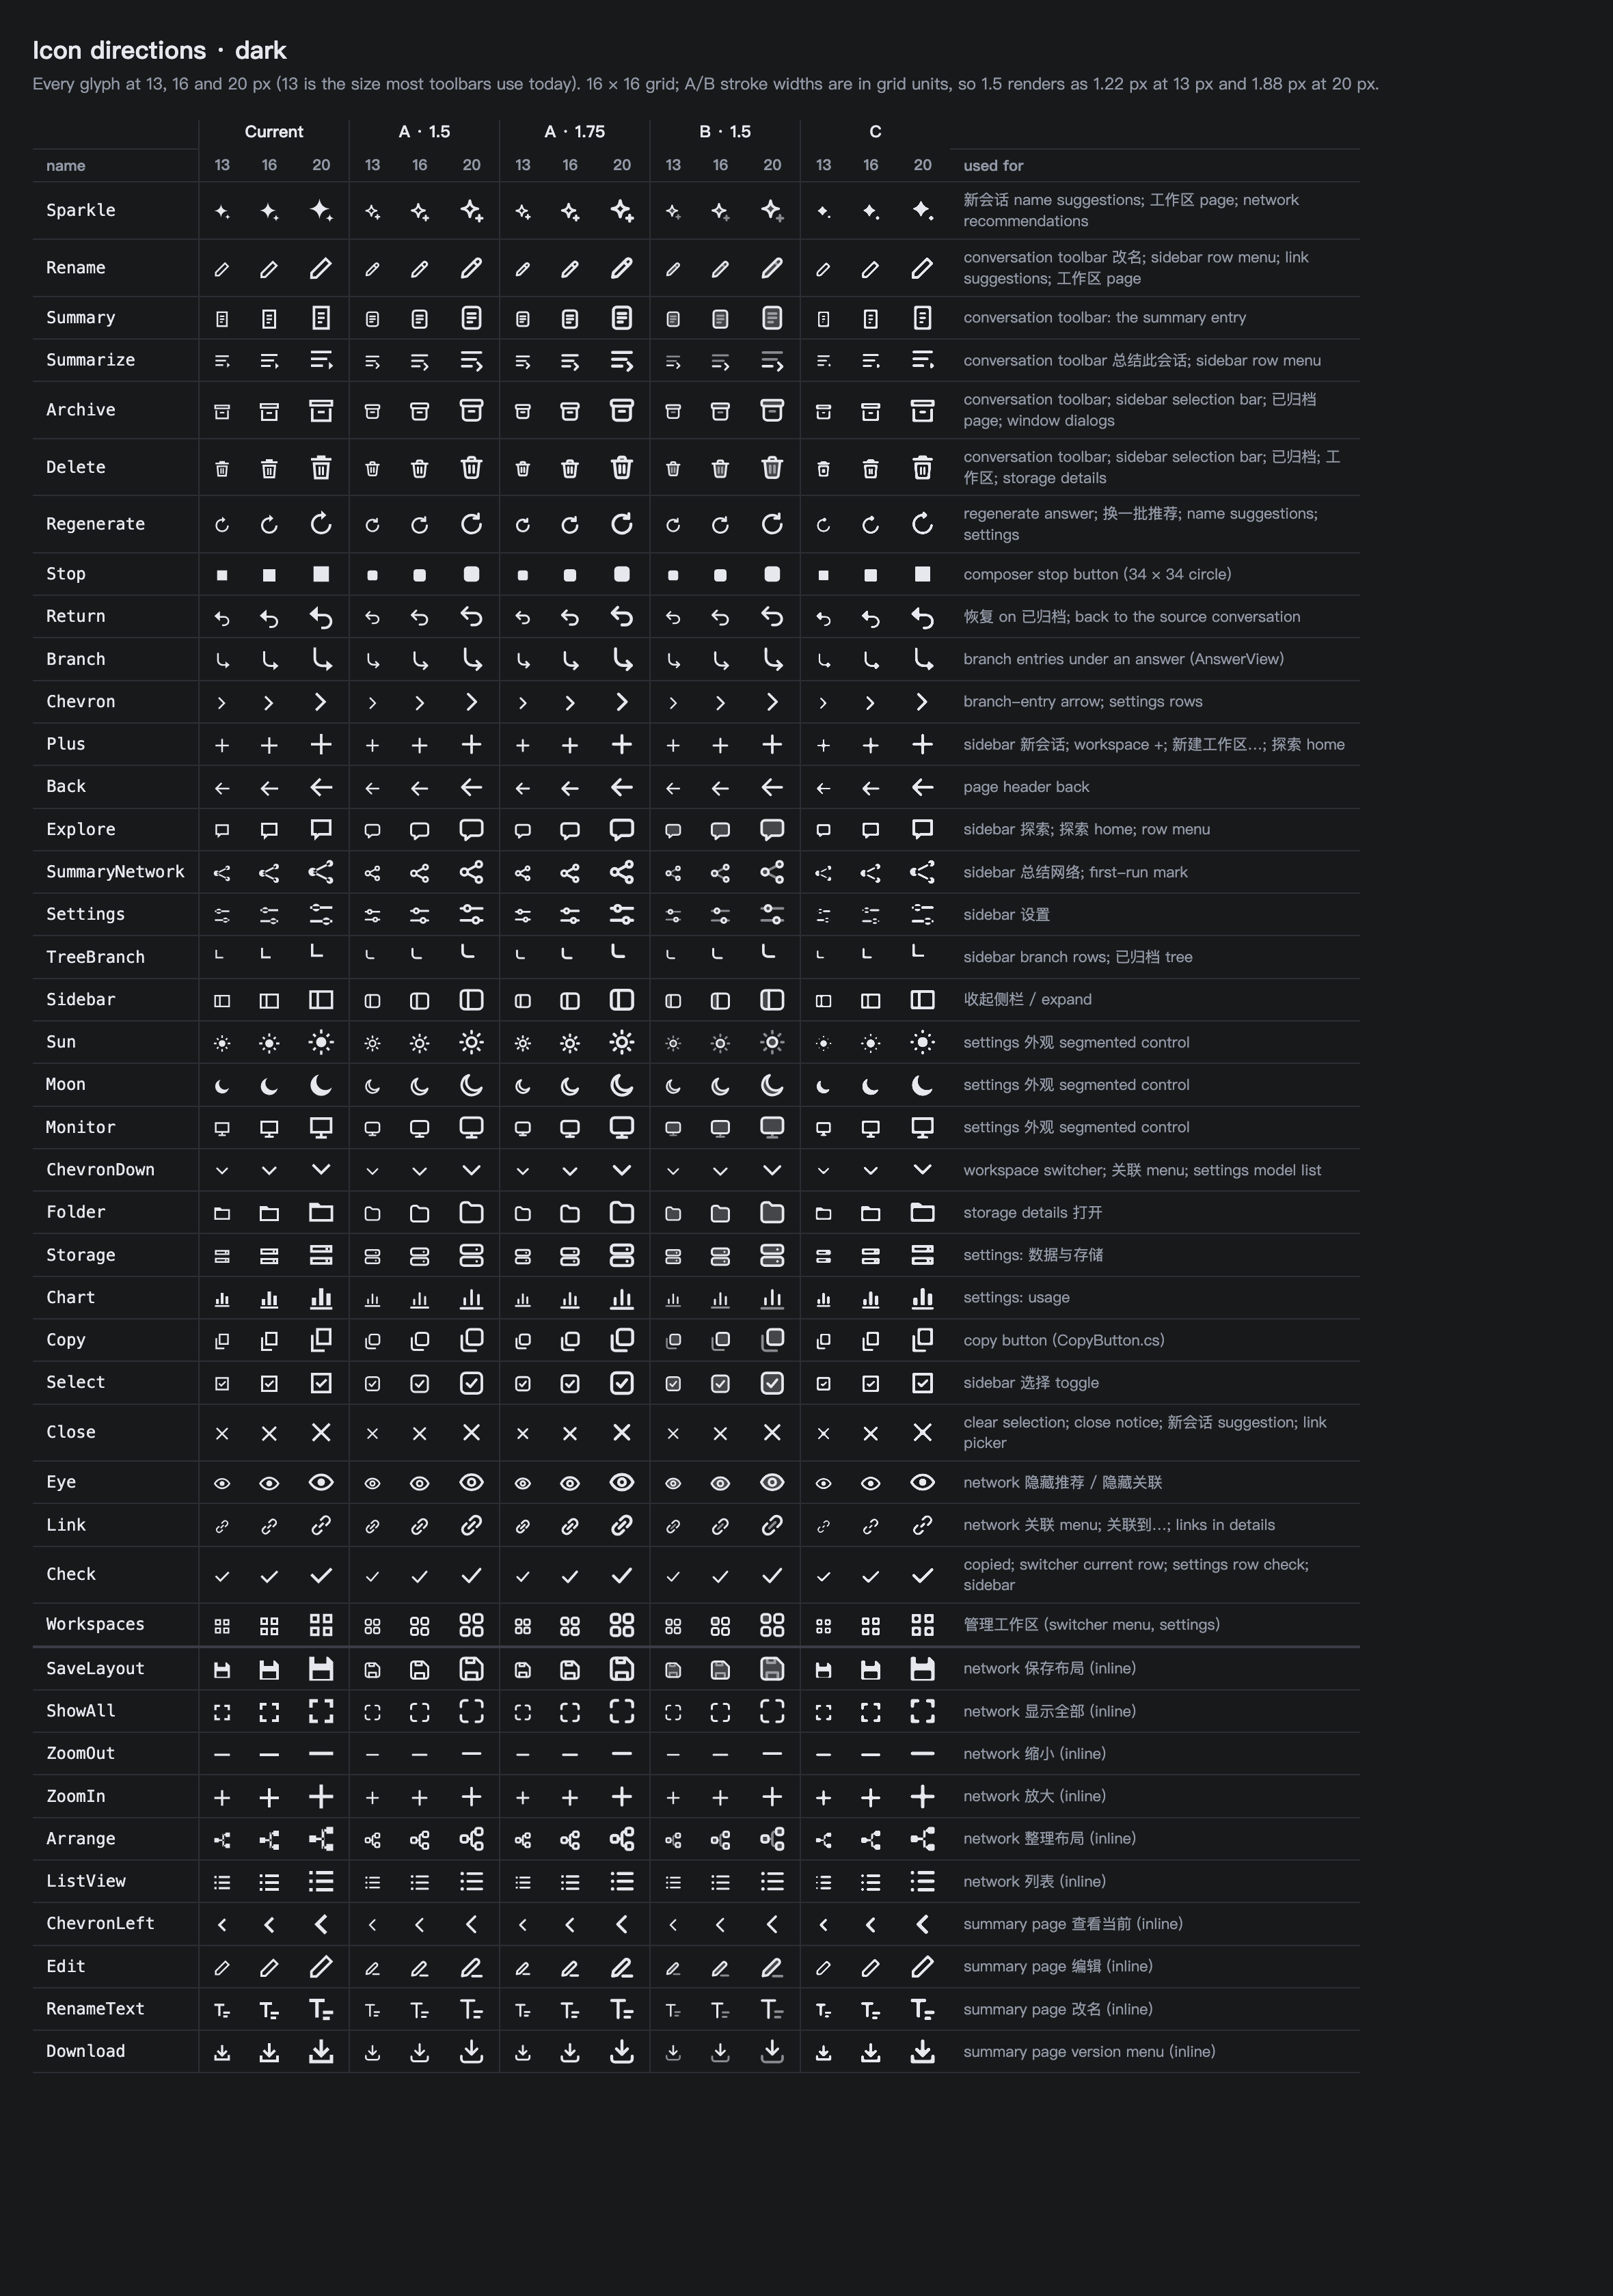 Icon directions · dark
Every glyph at 13, 16 and 20 px (13 is the size most toolbars use today). 16 × 16 grid; A/B stroke widths are in grid units, so 1.5 renders as 1.22 px at 13 px and 1.88 px at 20 px.
Current A · 1.5 A · 1.75 B · 1.5 C
name 13 16 20 13 16 20 13 16 20 13 16 20 13 16 20 used for
Sparkle 新会话 name suggestions; 工作区 page; network
recommendations
Rename conversation toolbar 改名; sidebar row menu; link
suggestions; 工作区 page
Summary conversation toolbar: the summary entry
Summarize conversation toolbar 总结此会话; sidebar row menu
Archive conversation toolbar; sidebar selection bar; 已归档
page; window dialogs
Delete conversation toolbar; sidebar selection bar; 已归档; 工
作区; storage details
Regenerate regenerate answer; 换一批推荐; name suggestions;
settings
Stop composer stop button (34 × 34 circle)
Return 恢复 on 已归档; back to the source conversation
Branch branch entries under an answer (AnswerView)
Chevron branch-entry arrow; settings rows
Plus sidebar 新会话; workspace +; 新建工作区…; 探索 home
Back page header back
Explore sidebar 探索; 探索 home; row menu
SummaryNetwork sidebar 总结网络; first-run mark
Settings sidebar 设置
TreeBranch sidebar branch rows; 已归档 tree
Sidebar 收起侧栏 / expand
Sun settings 外观 segmented control
Moon settings 外观 segmented control
Monitor settings 外观 segmented control
ChevronDown workspace switcher; 关联 menu; settings model list
Folder storage details 打开
Storage settings: 数据与存储
Chart settings: usage
Copy copy button (CopyButton.cs)
Select sidebar 选择 toggle
Close clear selection; close notice; 新会话 suggestion; link
picker
Eye network 隐藏推荐 / 隐藏关联
Link network 关联 menu; 关联到…; links in details
Check copied; switcher current row; settings row check;
sidebar
Workspaces 管理工作区 (switcher menu, settings)
SaveLayout network 保存布局 (inline)
ShowAll network 显示全部 (inline)
ZoomOut network 缩小 (inline)
ZoomIn network 放大 (inline)
Arrange network 整理布局 (inline)
ListView network 列表 (inline)
ChevronLeft summary page 查看当前 (inline)
Edit summary page 编辑 (inline)
RenameText summary page 改名 (inline)
Download summary page version menu (inline)